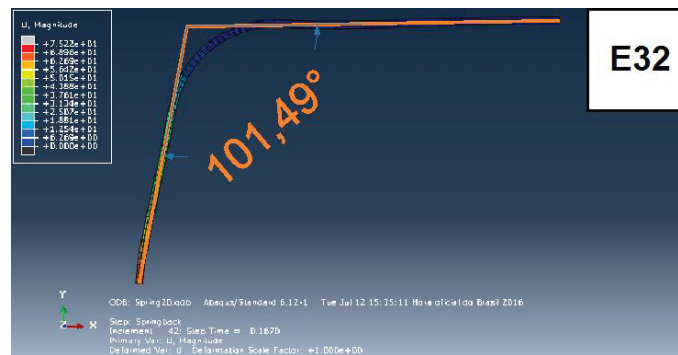 U, Magnitude
+7.522e+01
+6.896e+01
+6.269e+01
+5.642e+01
+5.015e+01
+4.388e+01
+3.761e+01
+3.134e+01
+2.507e+01
+1.881e+01
+1.254e+01
+6.269e+00
+0.000e+00
E32
101,49°
Y
Z X
ODB: Spring2D.odb Abaqus/Standard 6.12-1 Tue Jul 12 15:35:11 Hora oficial do Brasil 2016
Step: Springback
Increment 42: Step Time = 0.1670
Primary Var: U, Magnitude
Deformed Var: U Deformation Scale Factor: +1.000e+00